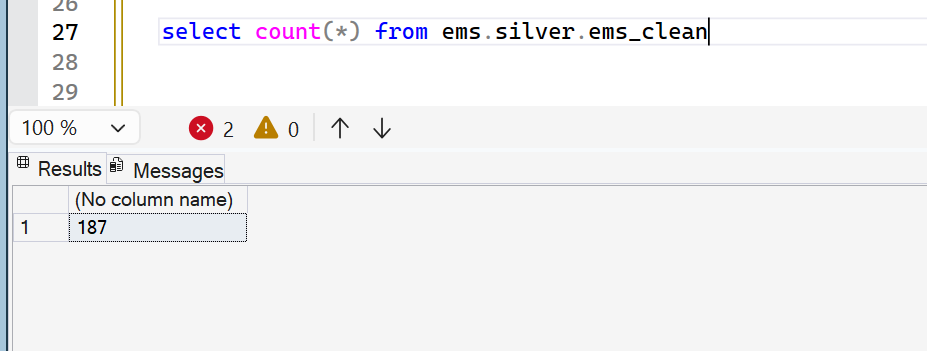 26
27 select count(*) from ems.silver.ems_clean
28
29
100 % 2 0
Results Messages
(No column name)
1 187